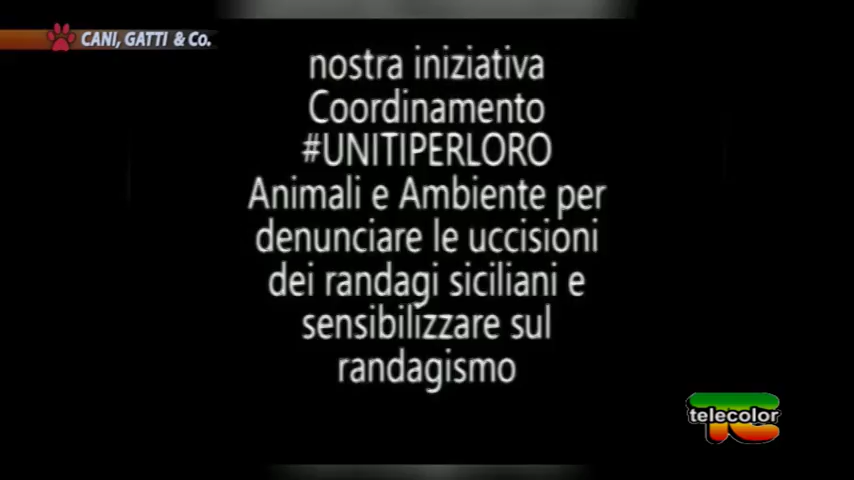 CANI, GATTI & Co.
nostra iniziativa
Coordinamento
#UNITIPERLORO
Animali e Ambiente per
denunciare le uccisioni
dei randagi siciliani e
sensibilizzare sul
randagismo
telecolor
TC